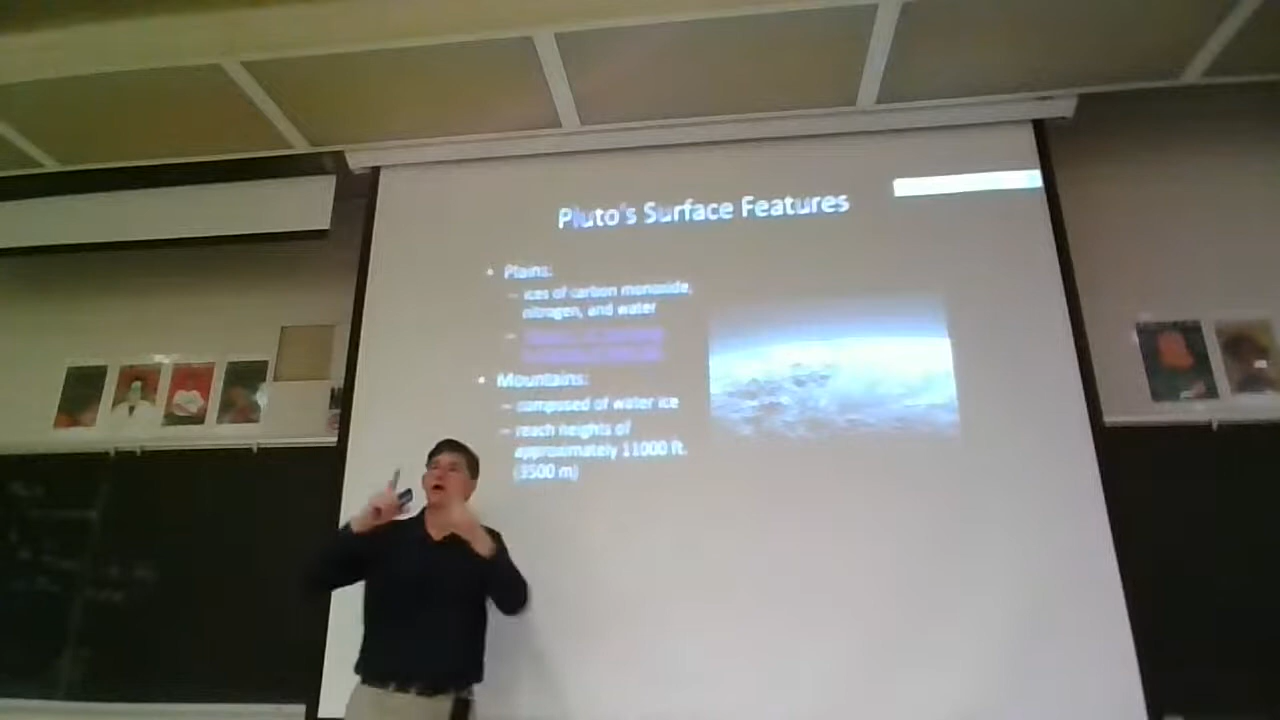 Pluto's Surface Features
• Plains:
– ices of carbon monoxide,
nitrogen, and water
–
• Mountains:
– composed of water ice
– reach heights of
approximately 11000 ft.
(3500 m)